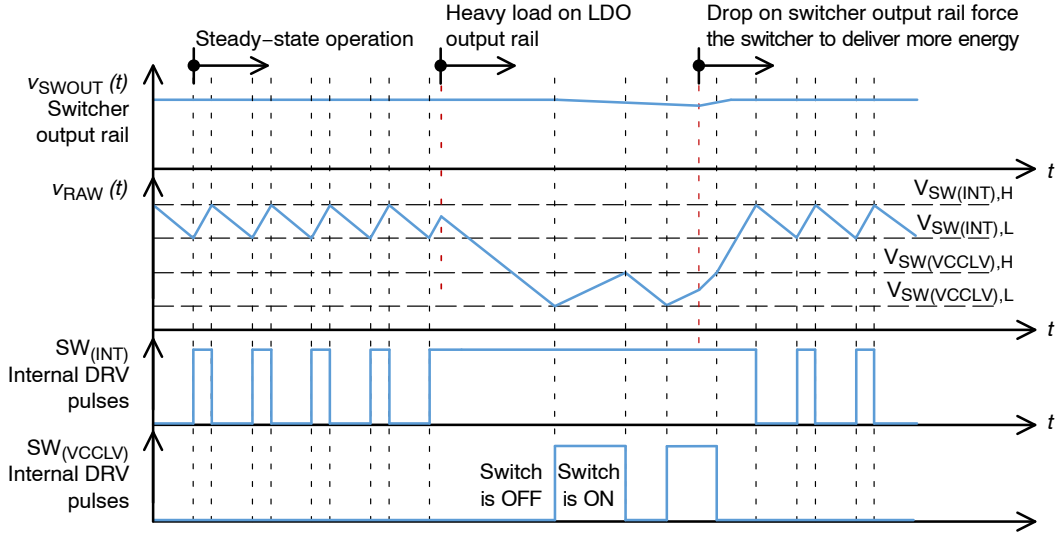 Steady−state operation
Heavy load on LDO
output rail
Drop on switcher output rail force
the switcher to deliver more energy
vSWOUT (t)
Switcher
output rail
t
vRAW (t)
VSW(INT),H
VSW(INT),L
VSW(VCCLV),H
VSW(VCCLV),L
t
SW(INT)
Internal DRV
pulses
t
SW(VCCLV)
Internal DRV
pulses
Switch
is OFF
Switch
is ON
t